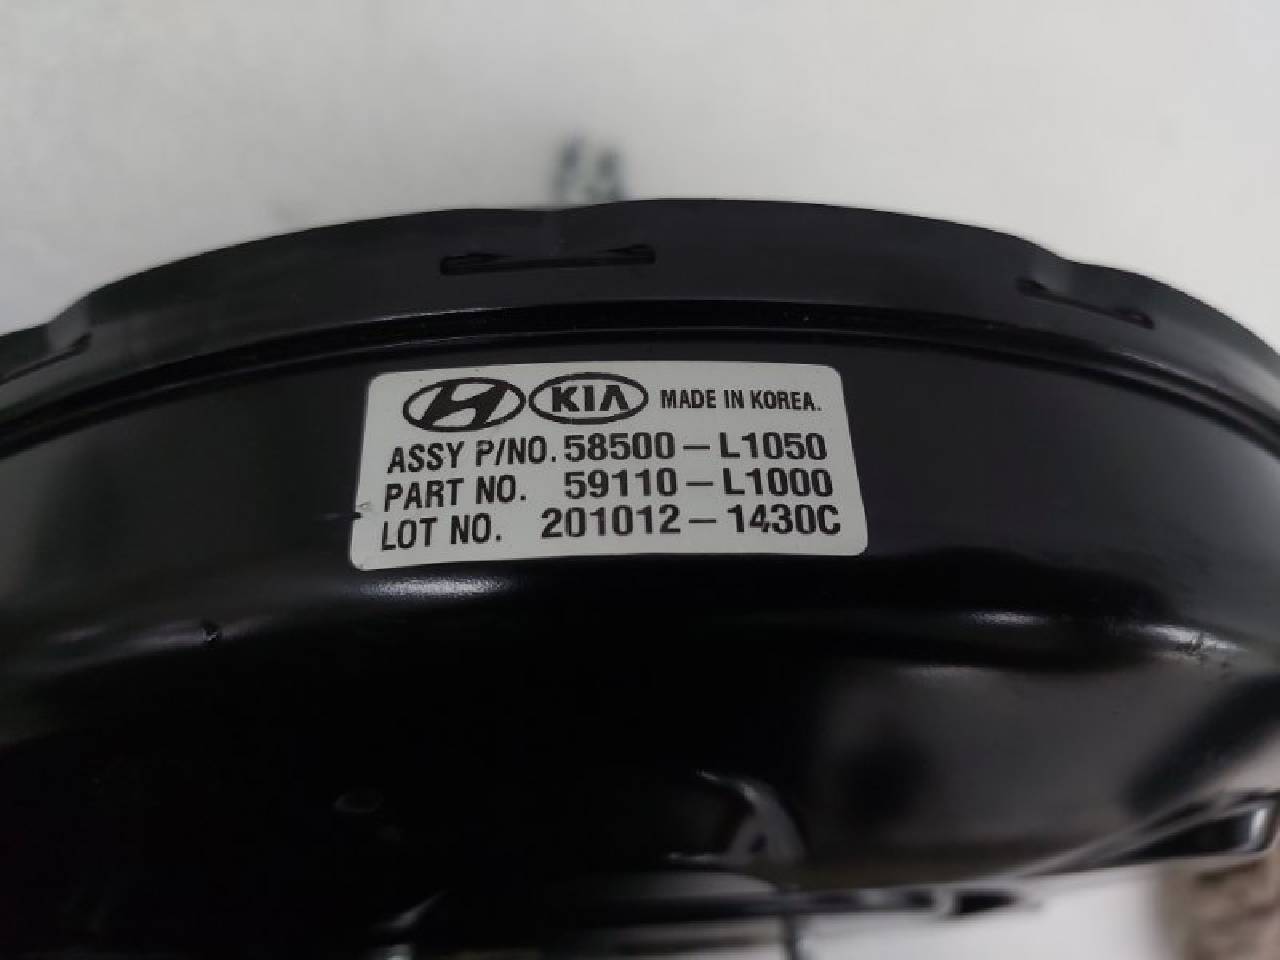 KIA MADE IN KOREA.
ASSY P/NO. 58500-L1050
PART NO. 59110-L1000
LOT NO. 201012-1430C